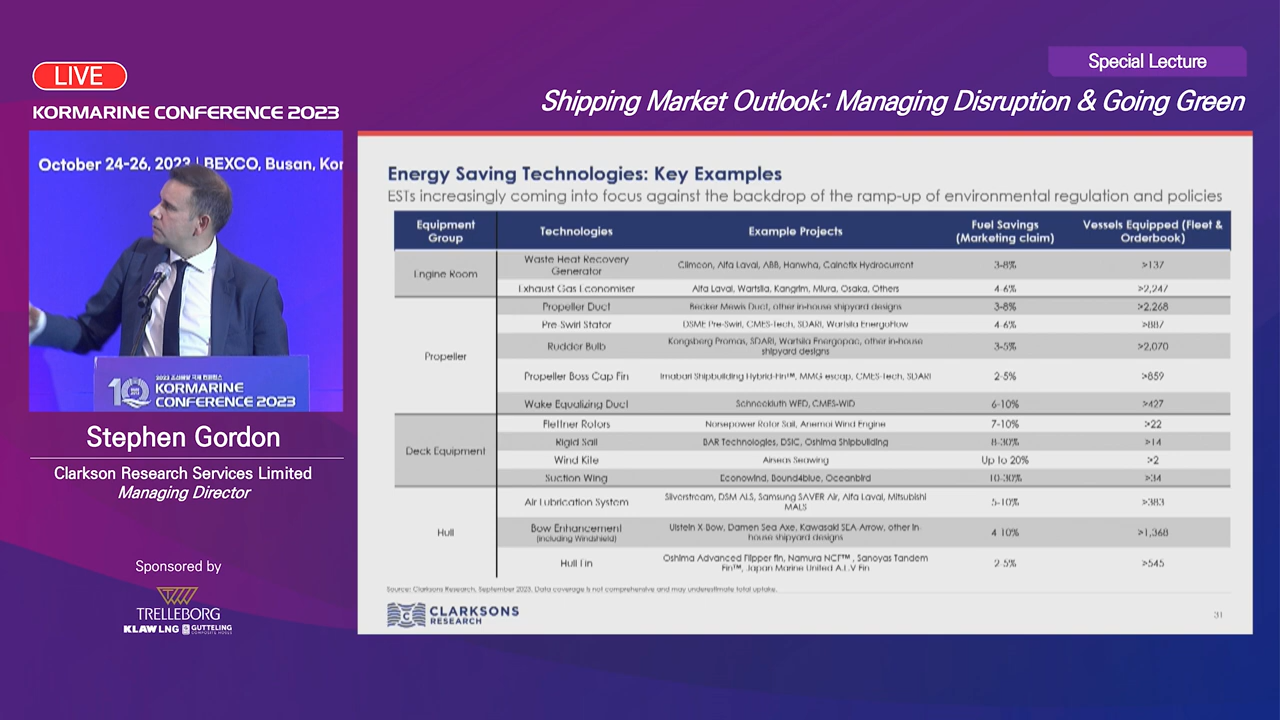 LIVE
KORMARINE CONFERENCE 2023
Special Lecture
Shipping Market Outlook: Managing Disruption & Going Green
October 24-26, 2023 | BEXCO, Busan, Kor
KORMARINE
CONFERENCE 2023
Stephen Gordon
Clarkson Research Services Limited
Managing Director
Sponsored by
TRELLEBORG
KLAW LNG GUTTELING
COMPOSITE HOSES
Energy Saving Technologies: Key Examples
ESTs increasingly coming into focus against the backdrop of the ramp-up of environmental regulation and policies
Equipment Group Technologies Example Projects Fuel Savings (Marketing claim) Vessels Equipped (Fleet & Orderbook)
Engine Room
Waste Heat Recovery Generator Climeon, Alfa Laval, ABB, Hanwha, Calnetix Hydrocurrent 3-8% >137
Exhaust Gas Economiser Alfa Laval, Wartsila, Kangrim, Miura, Osaka, Others 4-6% >2,247
Propeller
Propeller Duct Becker Mewis Duct, other in-house shipyard designs 3-8% >2,268
Pre Swirl Stator DSME Pre-Swirl, CMES-Tech, SDARI, Wartsila EnergoFlow 4-6% >887
Rudder Bulb Kongsberg Promas, SDARI, Wartsila Energopac, other in-house shipyard designs 3-5% >2,070
Propeller Boss Cap Fin Imabari Shipbuilding Hybrid-Fin™, MMG escap, CMES-Tech, SDARI 2-5% >859
Wake Equalizing Duct Schneekluth WED, CMES-WID 6-10% >427
Deck Equipment
Flettner Rotors Norsepower Rotor Sail, Anemoi Wind Engine 7-10% >22
Rigid Sail BAR Technologies, DSIC, Oshima Shipbuilding 8-30% >14
Wind Kite Airseas Seawing Up to 20% >2
Suction Wing Econowind, Bound4blue, Oceanbird 10-30% >34
Hull
Air Lubrication System Silverstream, DSM ALS, Samsung SAVER Air, Alfa Laval, Mitsubishi MALS 5-10% >383
Bow Enhancement (including Windshield) Ulstein X Bow, Damen Sea Axe, Kawasaki SEA Arrow, other in-house shipyard designs 4-10% >1,368
Hull Fin Oshima Advanced Flipper fin, Namura NCF™, Sanoyas Tandem Fin™, Japan Marine United A.L.V Fin 2-5% >545
Source: Clarksons Research, September 2023. Data coverage is not comprehensive and may underestimate total uptake.
CLARKSONS
RESEARCH
31